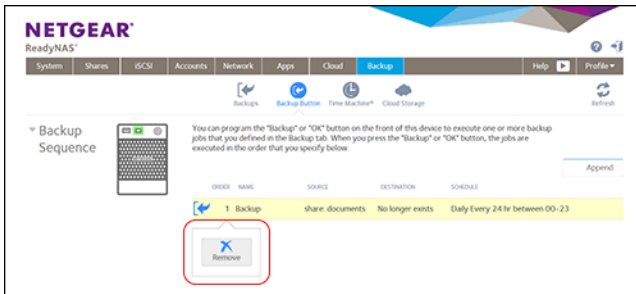 NETGEAR®
ReadyNAS®
System Shares iSCSI Accounts Network Apps Cloud Backup Help Profile
Backups Backup Button Time Machine® Cloud Storage Refresh
Backup
Sequence
You can program the "Backup" or "OK" button on the front of this device to execute one or more backup
jobs that you defined in the Backup tab. When you press the "Backup" or "OK" button, the jobs are
executed in the order that you specify below.
Append
ORDER NAME SOURCE DESTINATION SCHEDULE
1 Backup share: documents No longer exists Daily Every 24 hr between 00-23
Remove